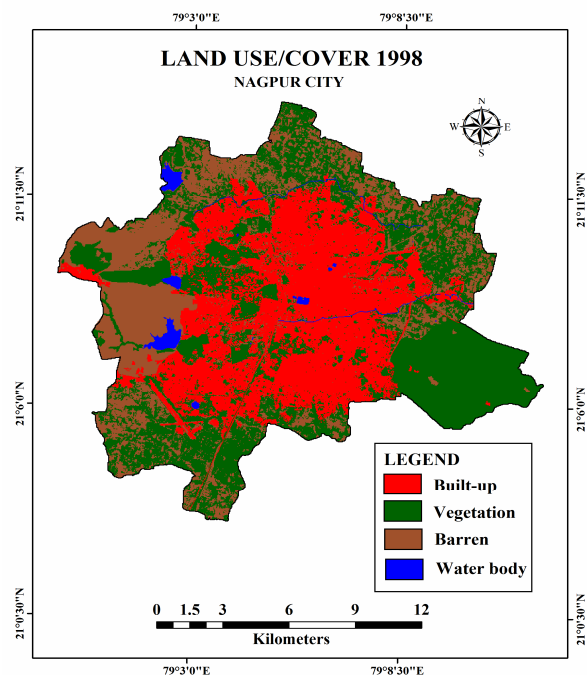 79°3'0"E 79°8'30"E
LAND USE/COVER 1998
NAGPUR CITY
N
W E
S
21°11'30"N 21°11'30"N
21°6'0"N 21°6'0"N
LEGEND
Built-up
Vegetation
Barren
Water body
21°0'30"N 21°0'30"N
0 1.5 3 6 9 12
Kilometers
79°3'0"E 79°8'30"E